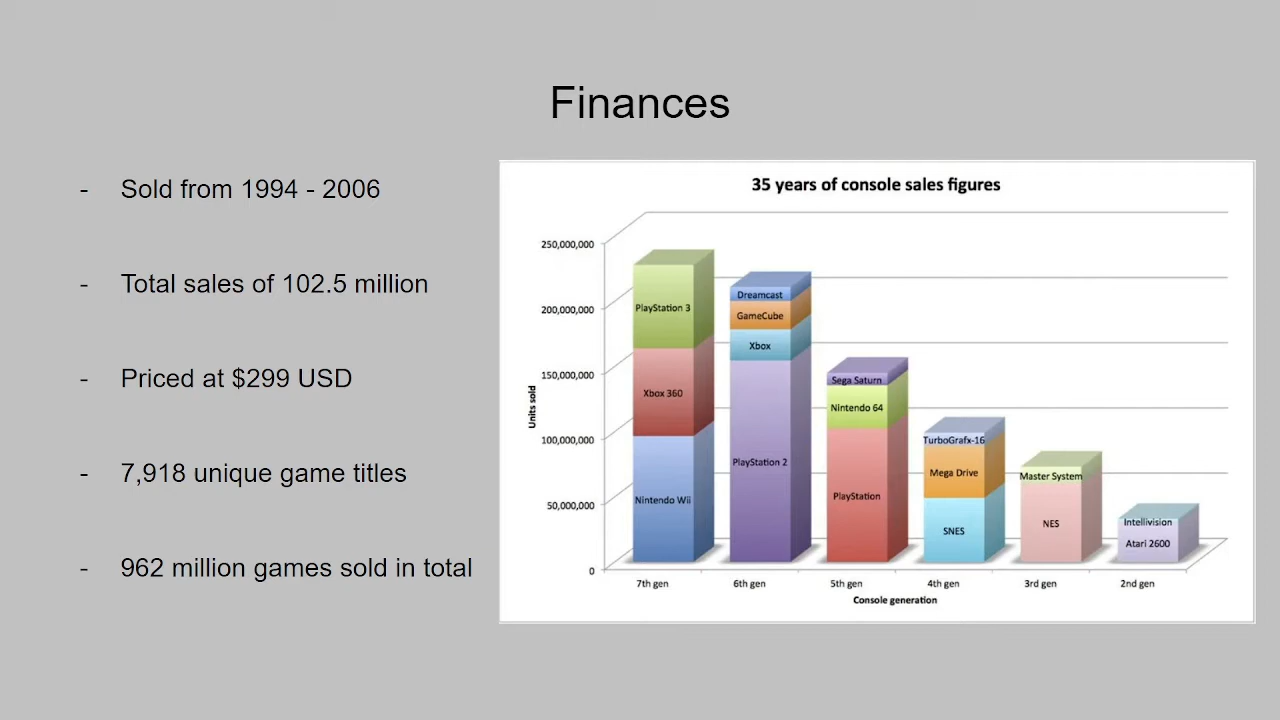 Finances
- Sold from 1994 - 2006
- Total sales of 102.5 million
- Priced at $299 USD
- 7,918 unique game titles
- 962 million games sold in total
35 years of console sales figures
Units sold
250,000,000
200,000,000
150,000,000
100,000,000
50,000,000
0
PlayStation 3
Xbox 360
Nintendo Wii
Dreamcast
GameCube
Xbox
PlayStation 2
Sega Saturn
Nintendo 64
PlayStation
TurboGrafx-16
Mega Drive
SNES
Master System
NES
Intellivision
Atari 2600
7th gen
6th gen
5th gen
4th gen
3rd gen
2nd gen
Console generation